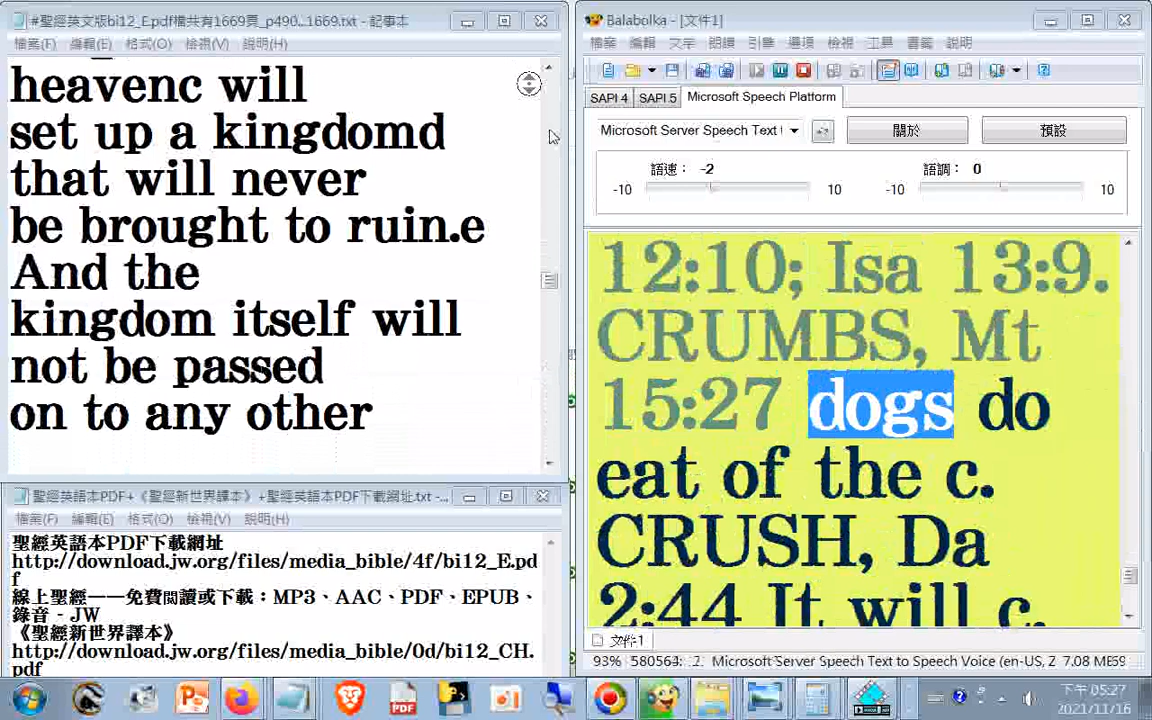 #聖經英文版bi12_E.pdf檔共有1669頁_p490...1669.txt - 記事本
檔案(F) 編輯(E) 格式(O) 檢視(V) 說明(H)
heavenc will
set up a kingdomd
that will never
be brought to ruin.e
And the
kingdom itself will
not be passed
on to any other
聖經英語本PDF+《聖經新世界譯本》+聖經英語本PDF下載網址.txt -...
檔案(F) 編輯(E) 格式(O) 檢視(V) 說明(H)
聖經英語本PDF下載網址
http://download.jw.org/files/media_bible/4f/bi12_E.pd
f
線上聖經——免費閱讀或下載：MP3、AAC、PDF、EPUB、
錄音 - JW
《聖經新世界譯本》
http://download.jw.org/files/media_bible/0d/bi12_CH.
pdf
Balabolka - [文件1]
檔案 編輯 文字 朗讀 引擎 選項 檢視 工具 書籤 說明
SAPI 4 SAPI 5 Microsoft Speech Platform
Microsoft Server Speech Text 關於 預設
語速： -2 語調： 0
-10 10 -10 10
12:10; Isa 13:9.
CRUMBS, Mt
15:27 dogs do
eat of the c.
CRUSH, Da
2:44 It will c.
文件1
93% 580564: Microsoft Server Speech Text to Speech Voice (en-US, Z 7.08 ME
下午 05:27
2021/11/16